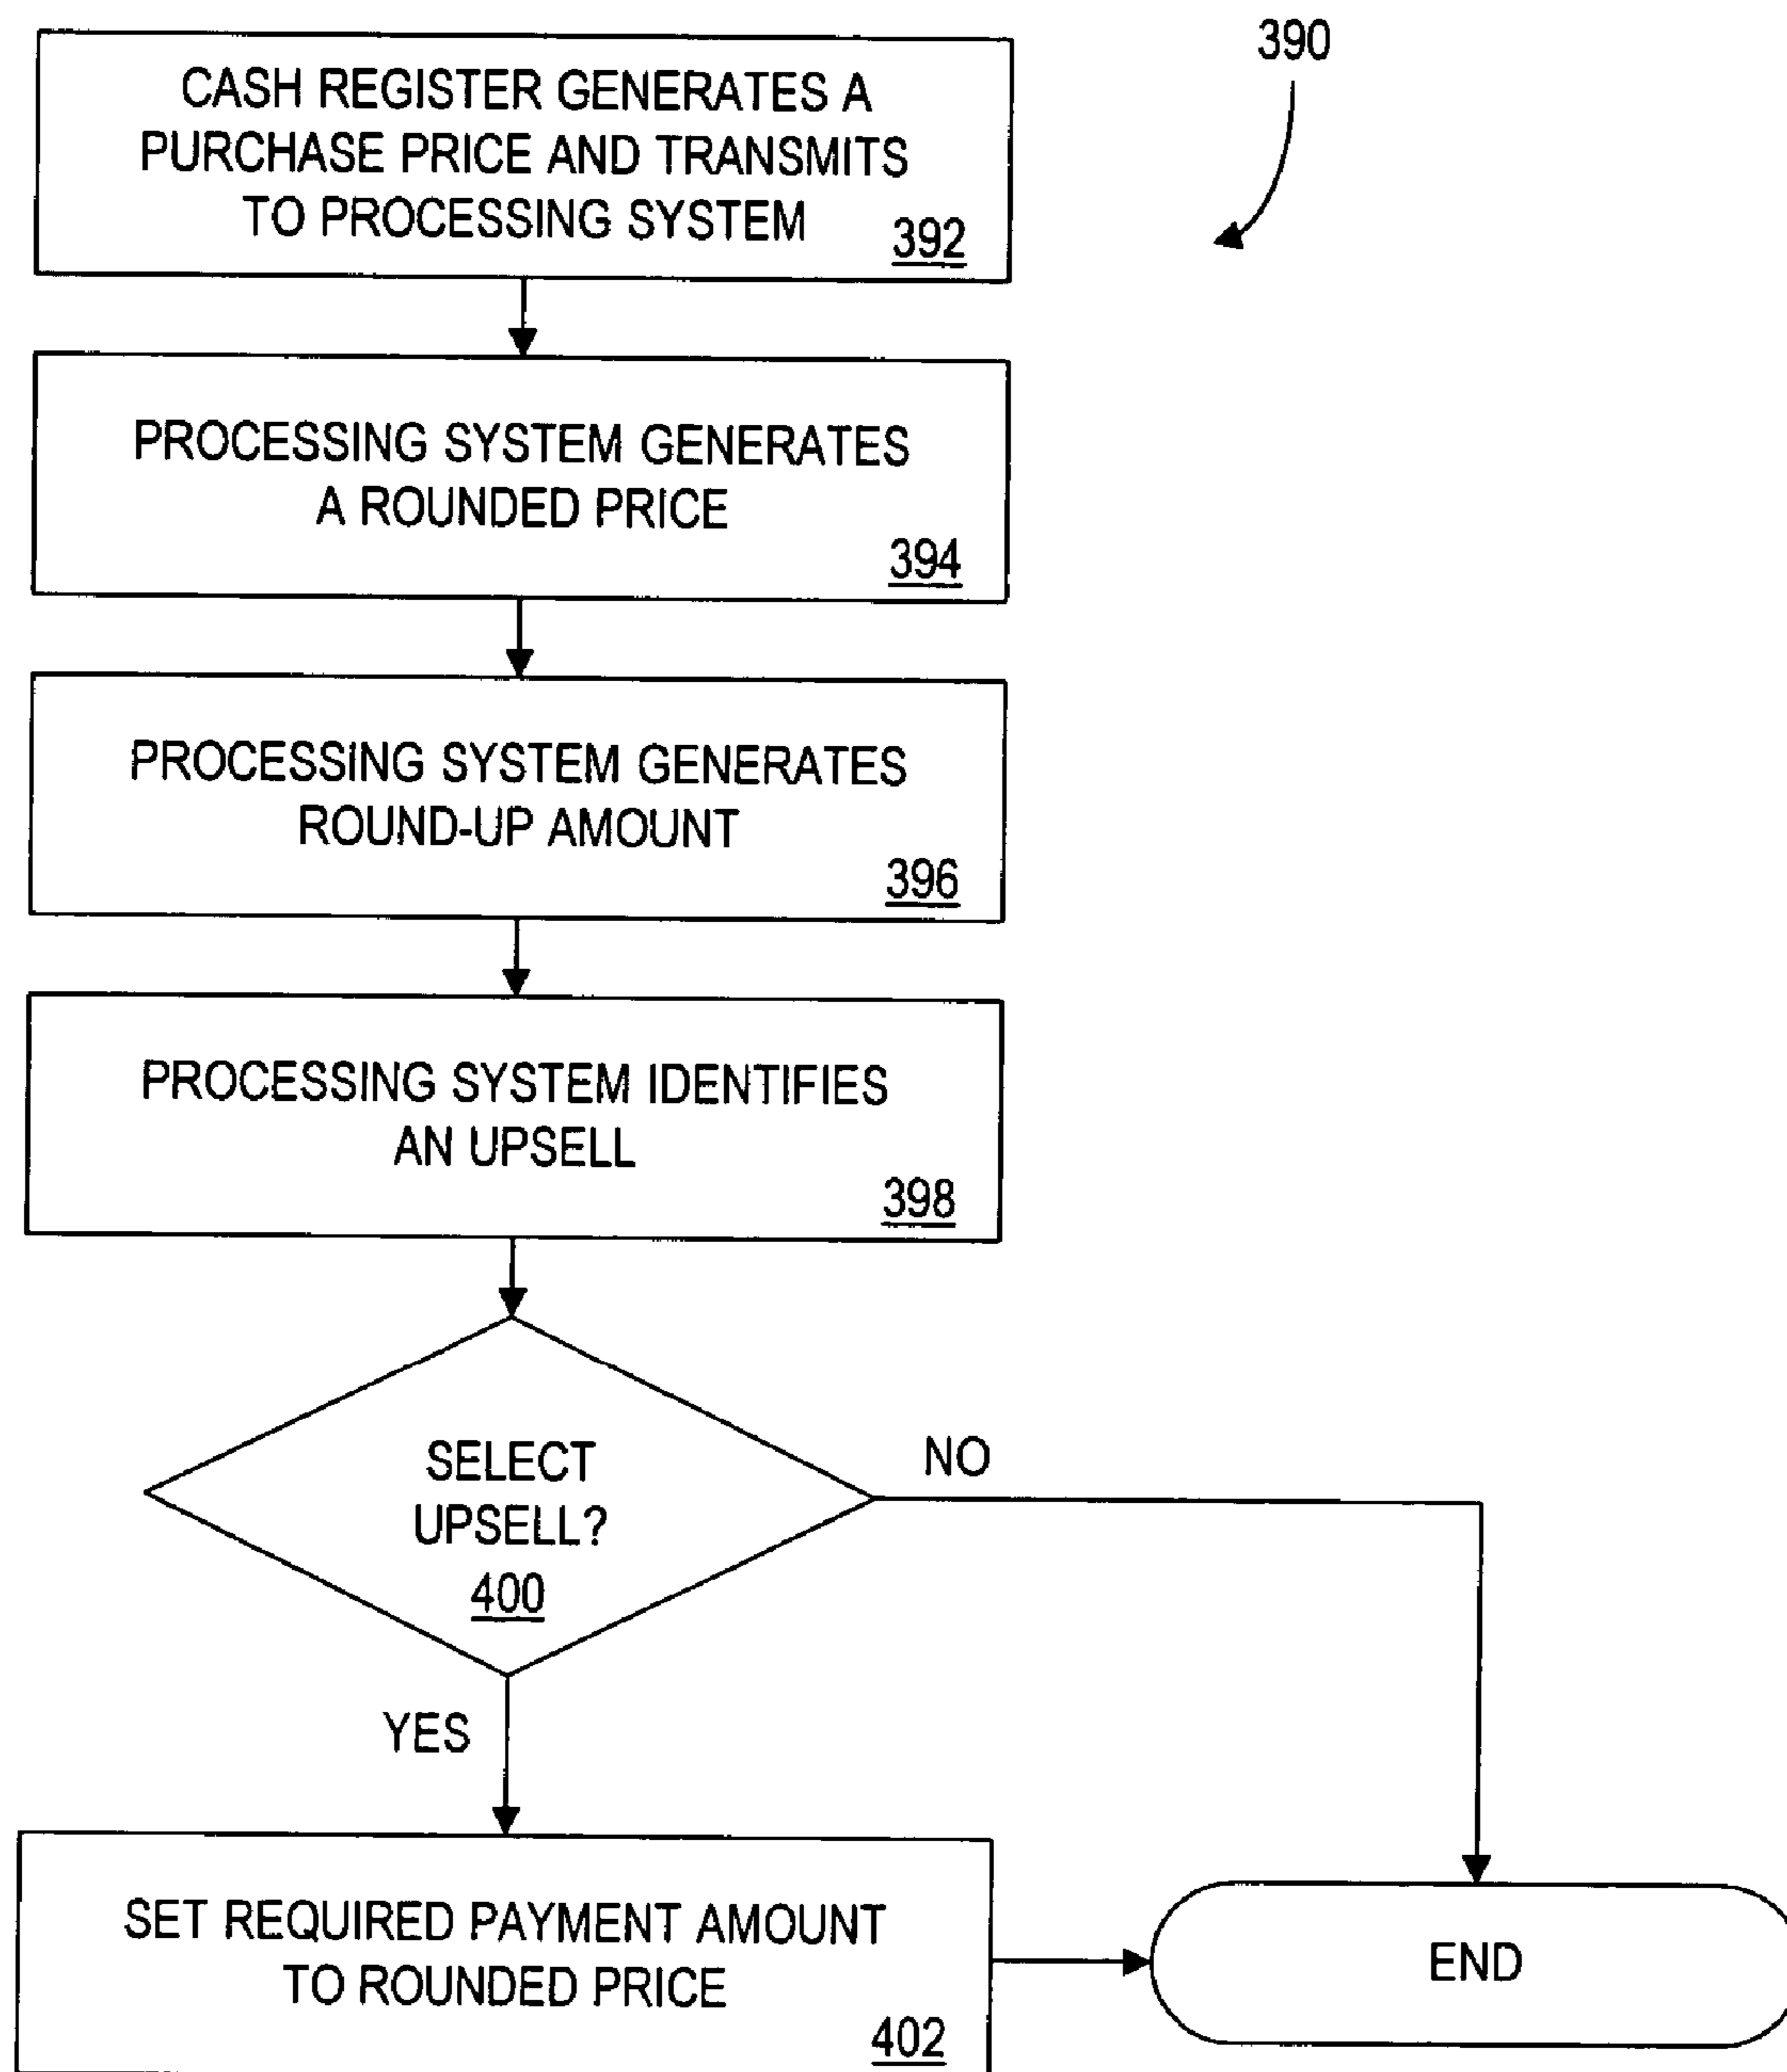 390
CASH REGISTER GENERATES A
PURCHASE PRICE AND TRANSMITS
TO PROCESSING SYSTEM
392
PROCESSING SYSTEM GENERATES
A ROUNDED PRICE
394
PROCESSING SYSTEM GENERATES
ROUND-UP AMOUNT
396
PROCESSING SYSTEM IDENTIFIES
AN UPSELL
398
SELECT
UPSELL?
400
NO
YES
SET REQUIRED PAYMENT AMOUNT
TO ROUNDED PRICE
402
END